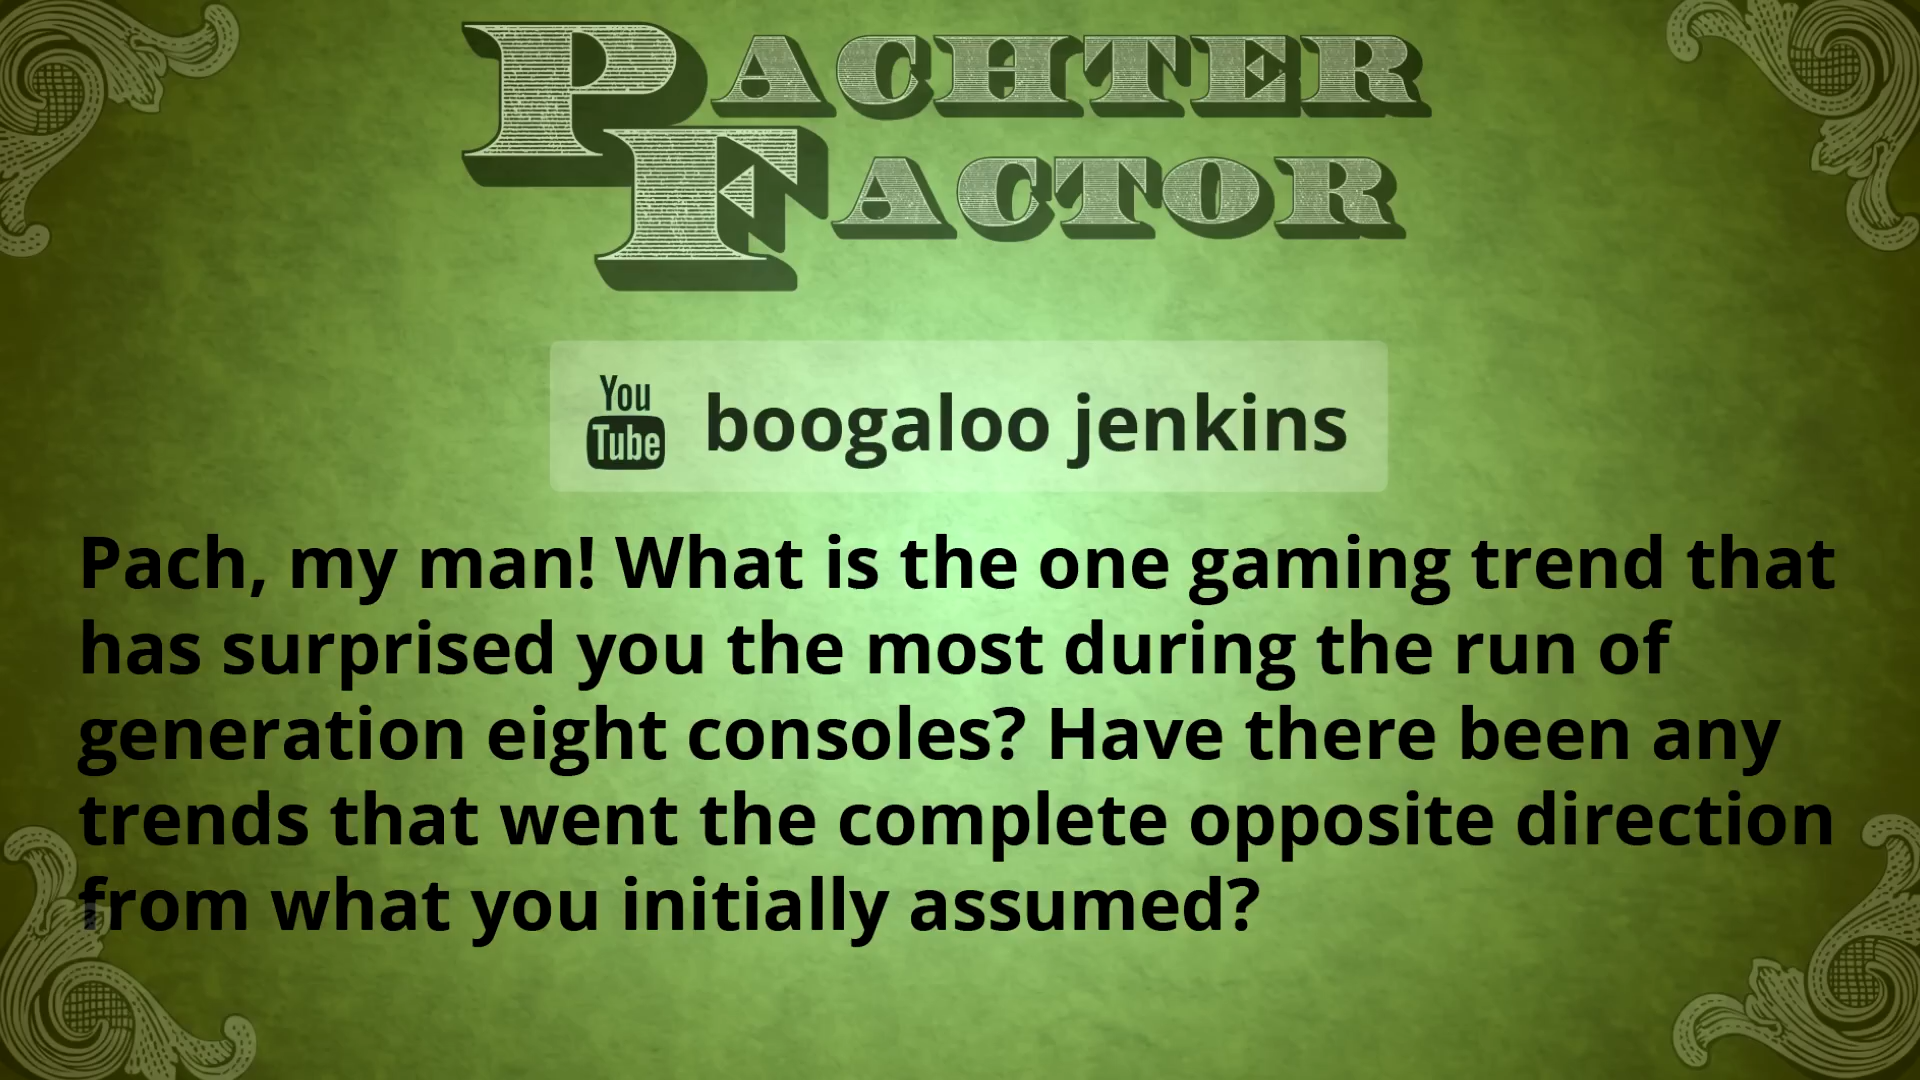 PACHTER
FACTOR
You
Tube
boogaloo jenkins
Pach, my man! What is the one gaming trend that
has surprised you the most during the run of
generation eight consoles? Have there been any
trends that went the complete opposite direction
from what you initially assumed?